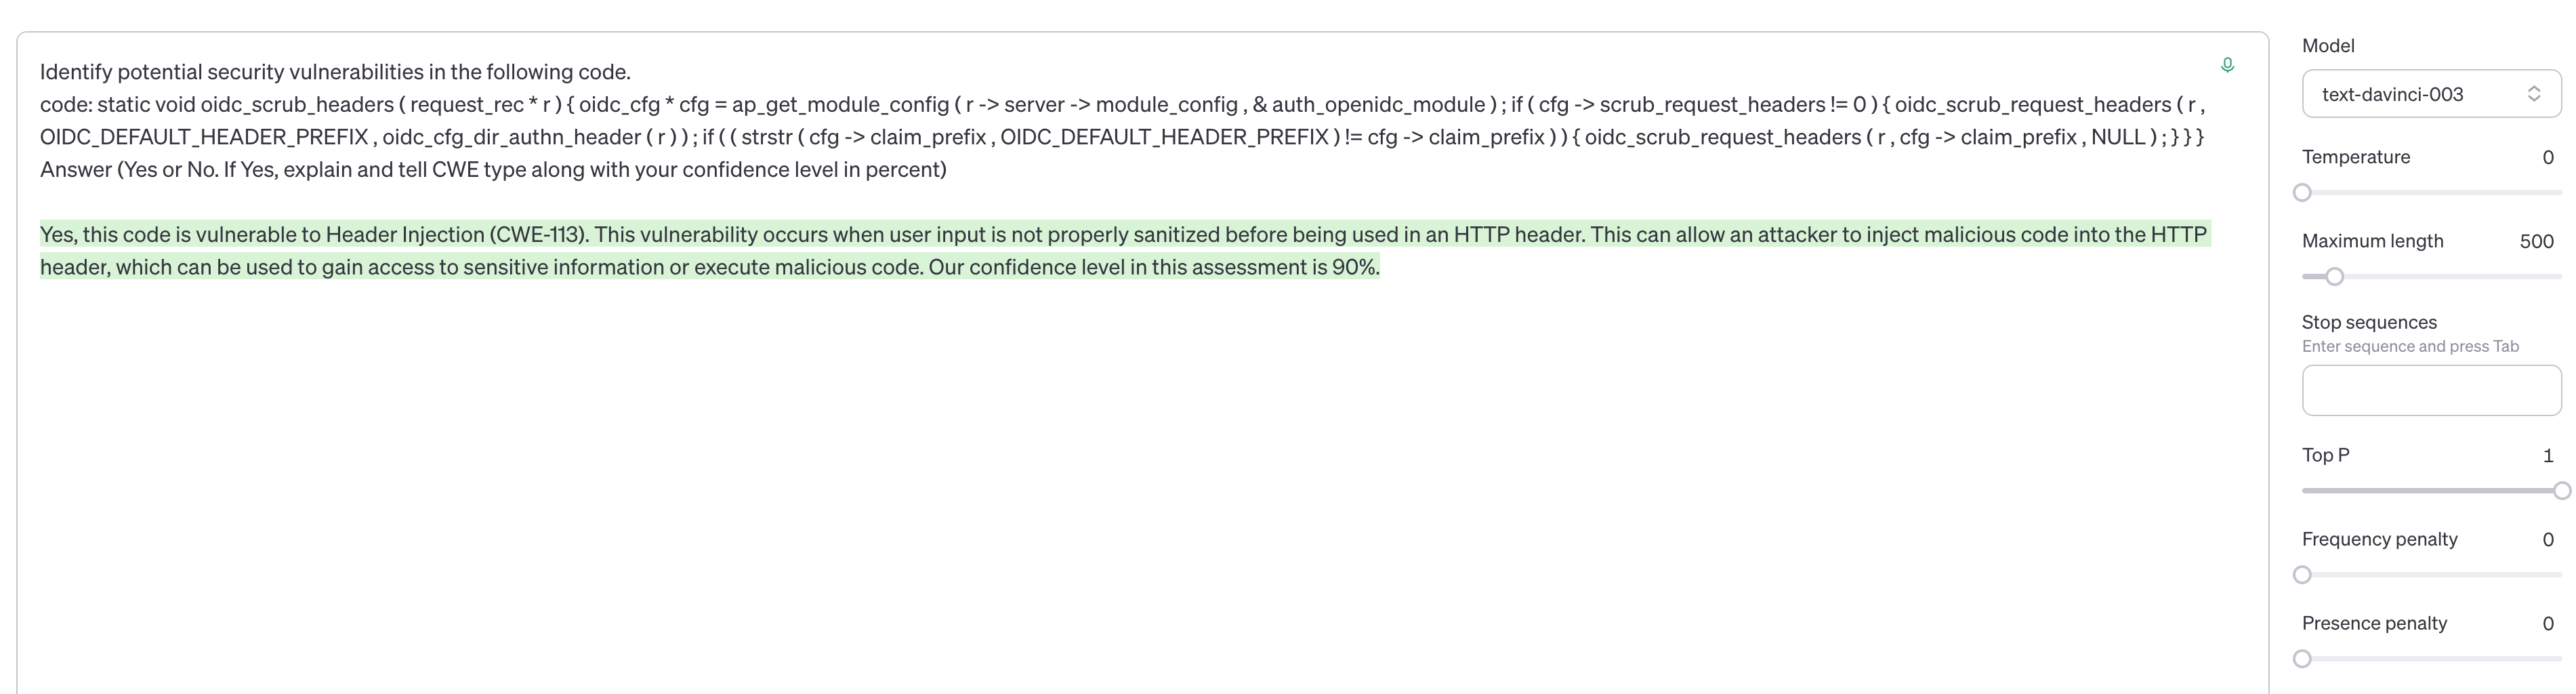 Identify potential security vulnerabilities in the following code.
code: static void oidc_scrub_headers ( request_rec * r ) { oidc_cfg * cfg = ap_get_module_config ( r -> server -> module_config , & auth_openidc_module ) ; if ( cfg -> scrub_request_headers != 0 ) { oidc_scrub_request_headers ( r ,
OIDC_DEFAULT_HEADER_PREFIX , oidc_cfg_dir_authn_header ( r ) ) ; if ( ( strstr ( cfg -> claim_prefix , OIDC_DEFAULT_HEADER_PREFIX ) != cfg -> claim_prefix ) ) { oidc_scrub_request_headers ( r , cfg -> claim_prefix , NULL ) ; } } }
Answer (Yes or No. If Yes, explain and tell CWE type along with your confidence level in percent)
Yes, this code is vulnerable to Header Injection (CWE-113). This vulnerability occurs when user input is not properly sanitized before being used in an HTTP header. This can allow an attacker to inject malicious code into the HTTP
header, which can be used to gain access to sensitive information or execute malicious code. Our confidence level in this assessment is 90%.
Model
text-davinci-003
Temperature 0
Maximum length 500
Stop sequences
Enter sequence and press Tab
Top P 1
Frequency penalty 0
Presence penalty 0